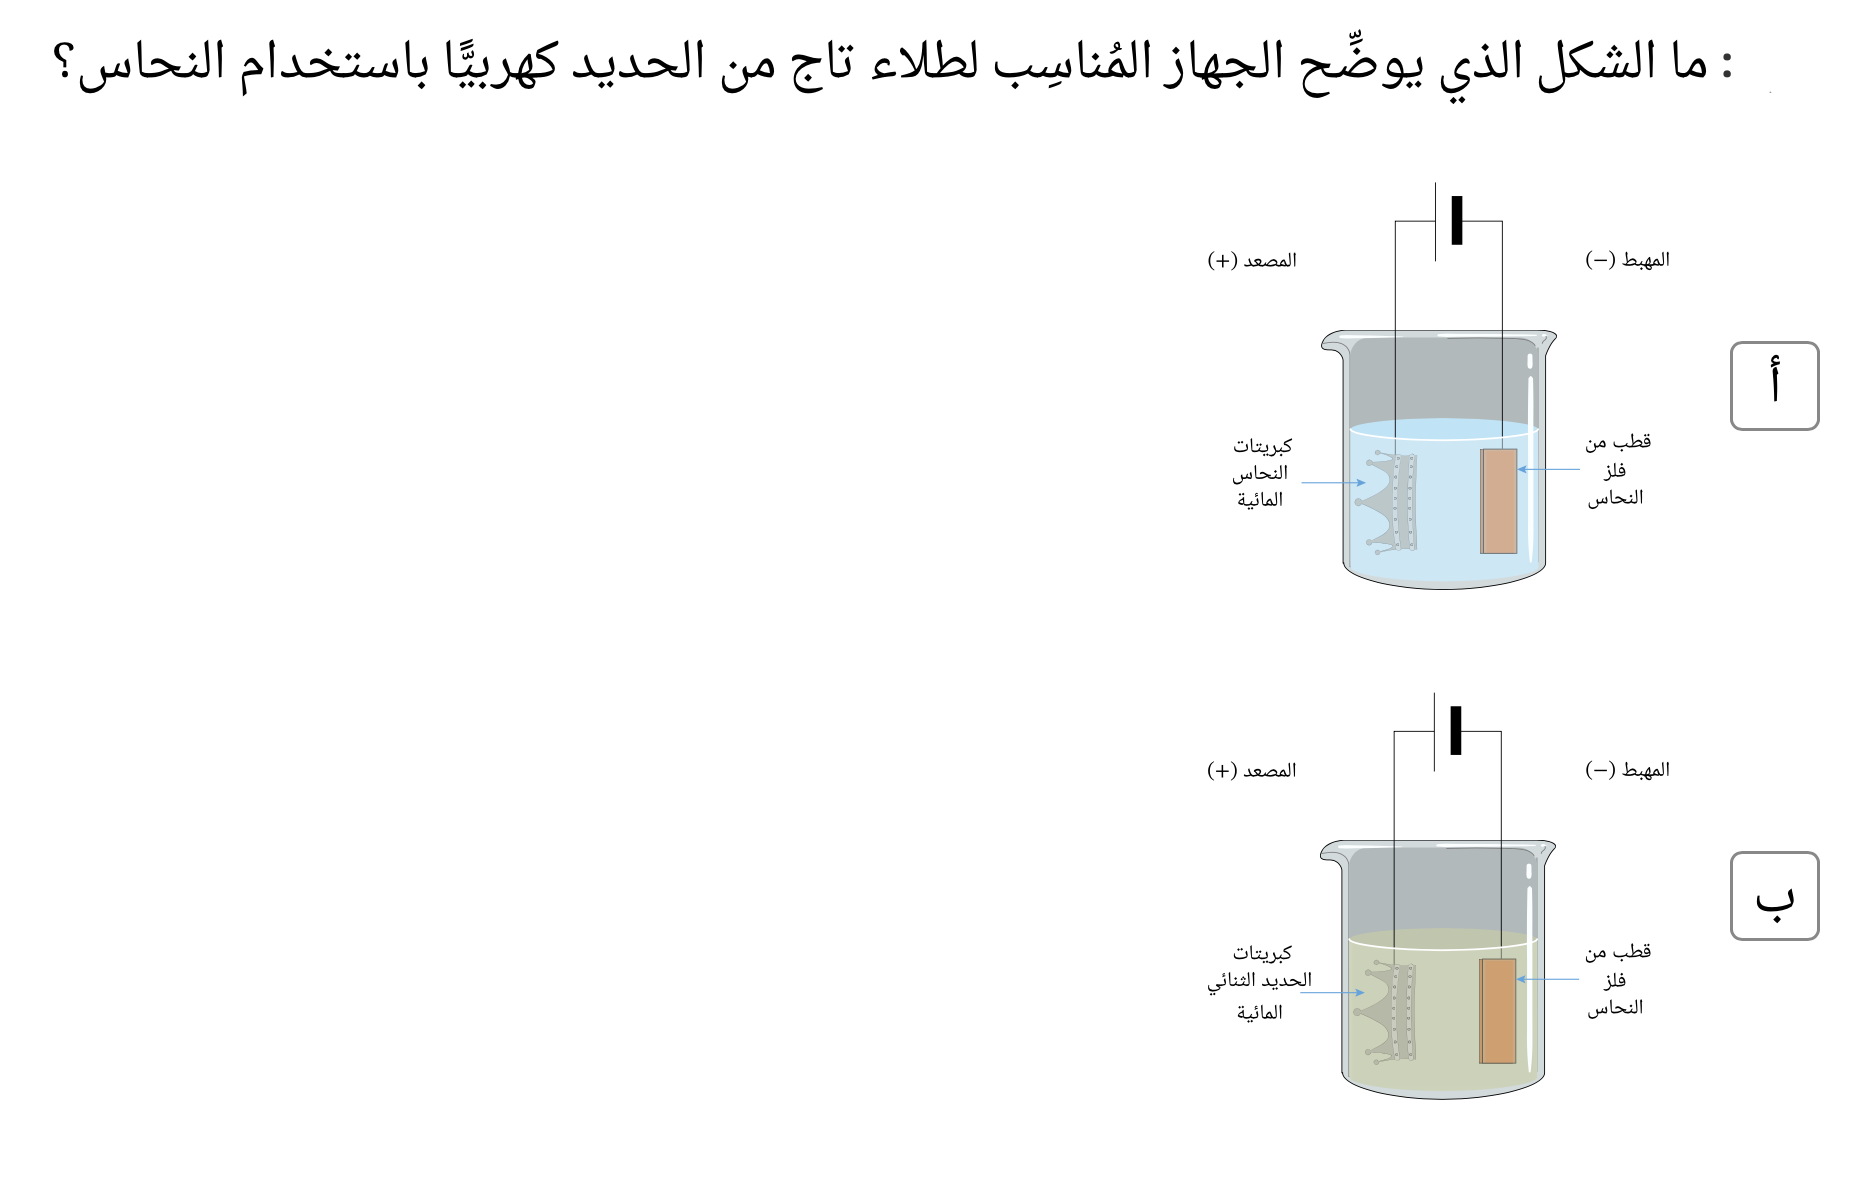 : ما الشكل الذي يوضِّح الجهاز المُناسِب لطلاء تاج من الحديد كهربيًّا باستخدام النحاس؟
أ
المهبط (−)
المصعد (+)
قطب من
فلز
النحاس
كبريتات
النحاس
المائية
ب
المهبط (−)
المصعد (+)
قطب من
فلز
النحاس
كبريتات
الحديد الثنائي
المائية